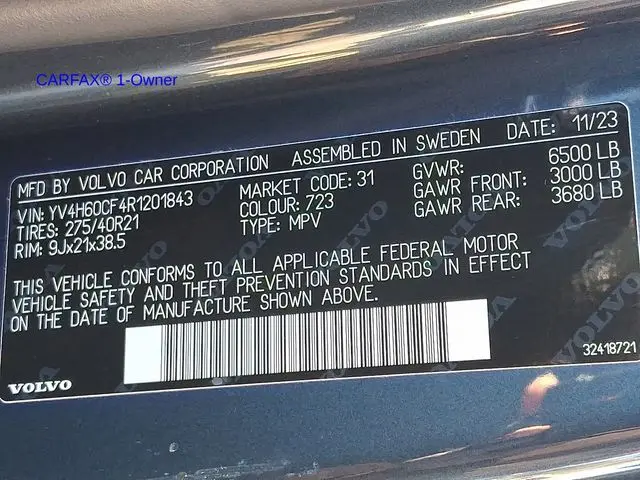 CARFAX® 1-Owner
MFD BY VOLVO CAR CORPORATION ASSEMBLED IN SWEDEN DATE: 11/23
VIN: YV4H60CF4R1201843 MARKET CODE: 31 GVWR: 6500 LB
TIRES: 275/40R21 COLOUR: 723 GAWR FRONT: 3000 LB
RIM: 9Jx21x38.5 TYPE: MPV GAWR REAR: 3680 LB
THIS VEHICLE CONFORMS TO ALL APPLICABLE FEDERAL MOTOR
VEHICLE SAFETY AND THEFT PREVENTION STANDARDS IN EFFECT
ON THE DATE OF MANUFACTURE SHOWN ABOVE.
VOLVO 32418721